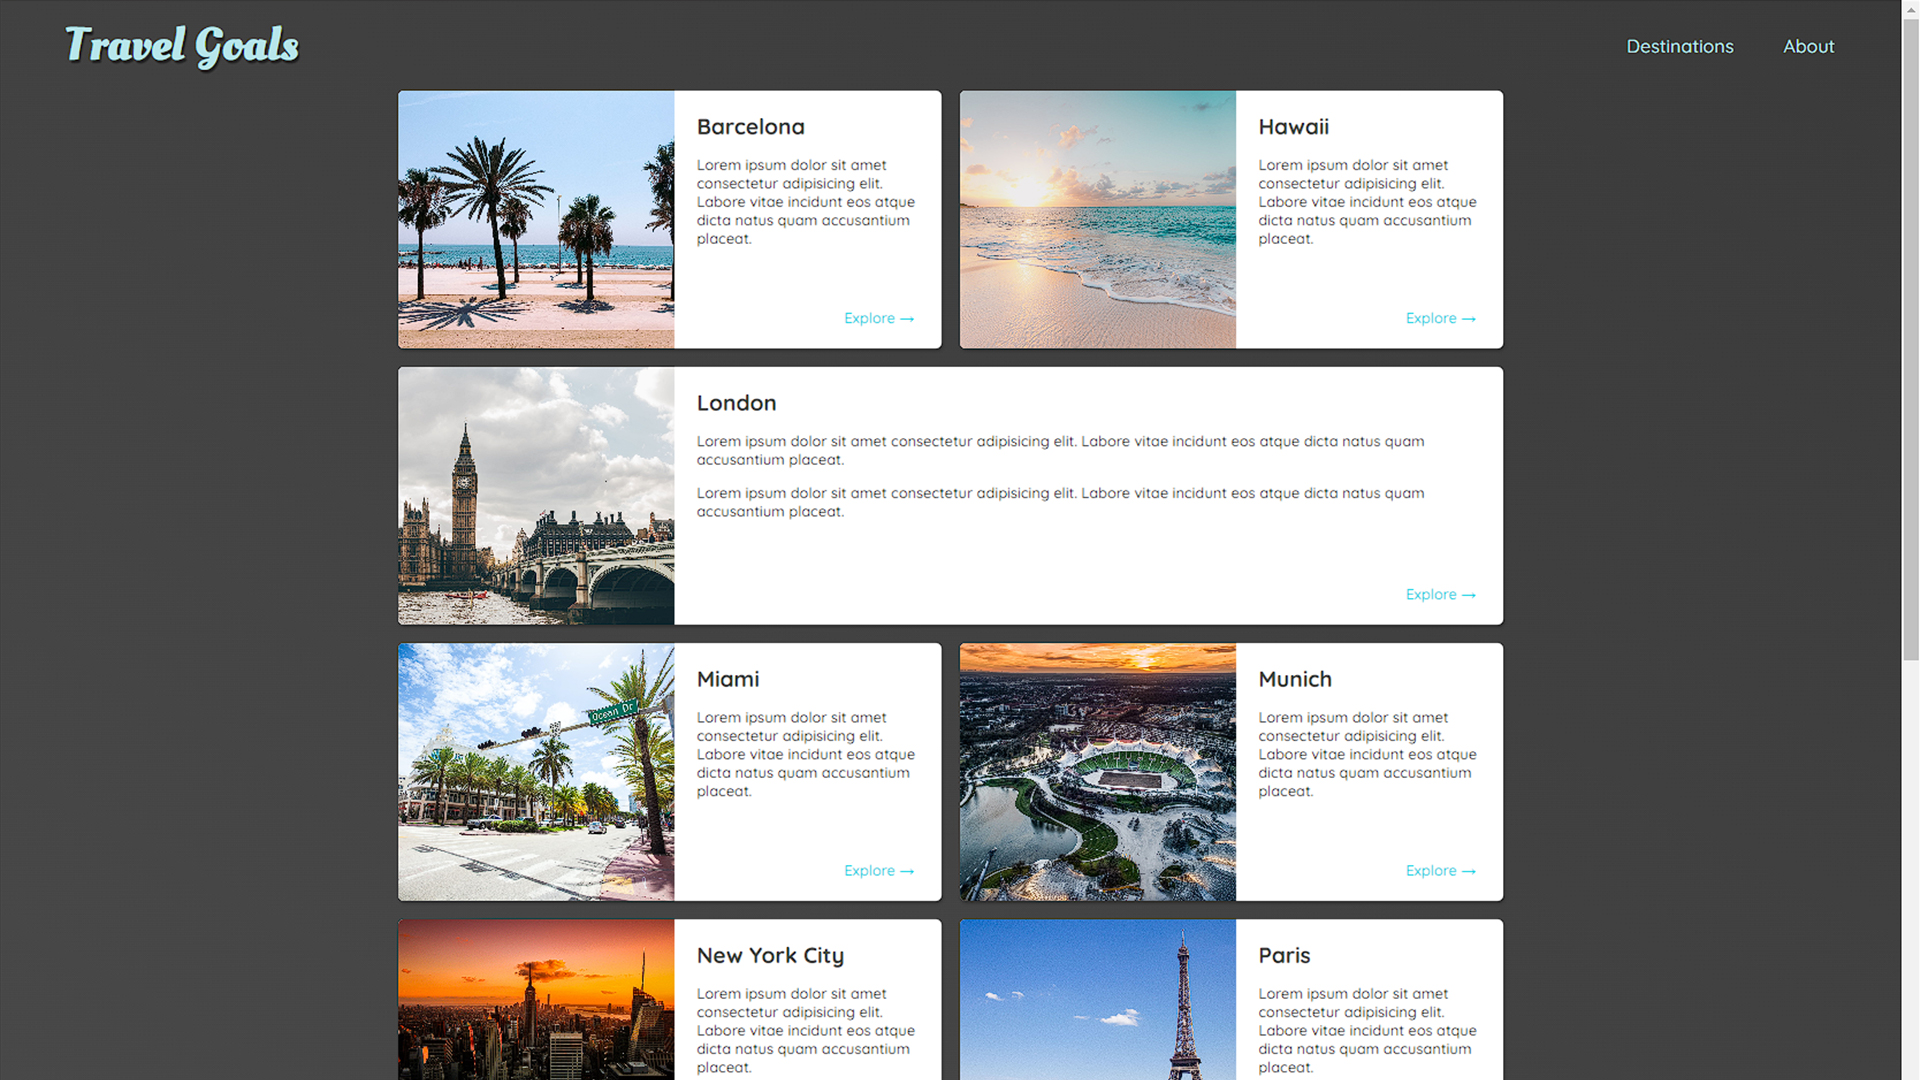 Travel Goals
Destinations
About
Barcelona
Lorem ipsum dolor sit amet
consectetur adipisicing elit.
Labore vitae incidunt eos atque
dicta natus quam accusantium
placeat.
Explore →
Hawaii
Lorem ipsum dolor sit amet
consectetur adipisicing elit.
Labore vitae incidunt eos atque
dicta natus quam accusantium
placeat.
Explore →
London
Lorem ipsum dolor sit amet consectetur adipisicing elit. Labore vitae incidunt eos atque dicta natus quam
accusantium placeat.
Lorem ipsum dolor sit amet consectetur adipisicing elit. Labore vitae incidunt eos atque dicta natus quam
accusantium placeat.
Explore →
Ocean Dr
Miami
Lorem ipsum dolor sit amet
consectetur adipisicing elit.
Labore vitae incidunt eos atque
dicta natus quam accusantium
placeat.
Explore →
Munich
Lorem ipsum dolor sit amet
consectetur adipisicing elit.
Labore vitae incidunt eos atque
dicta natus quam accusantium
placeat.
Explore →
New York City
Lorem ipsum dolor sit amet
consectetur adipisicing elit.
Labore vitae incidunt eos atque
dicta natus quam accusantium
placeat.
Paris
Lorem ipsum dolor sit amet
consectetur adipisicing elit.
Labore vitae incidunt eos atque
dicta natus quam accusantium
placeat.